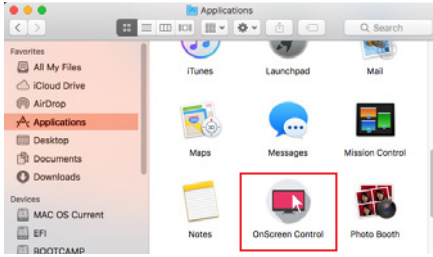 Applications
Search
Favorites
All My Files
iCloud Drive
AirDrop
Applications
Desktop
Documents
Downloads
Devices
MAC OS Current
EFI
BOOTCAMP
iTunes
Launchpad
Mail
Maps
Messages
Mission Control
Notes
OnScreen Control
Photo Booth